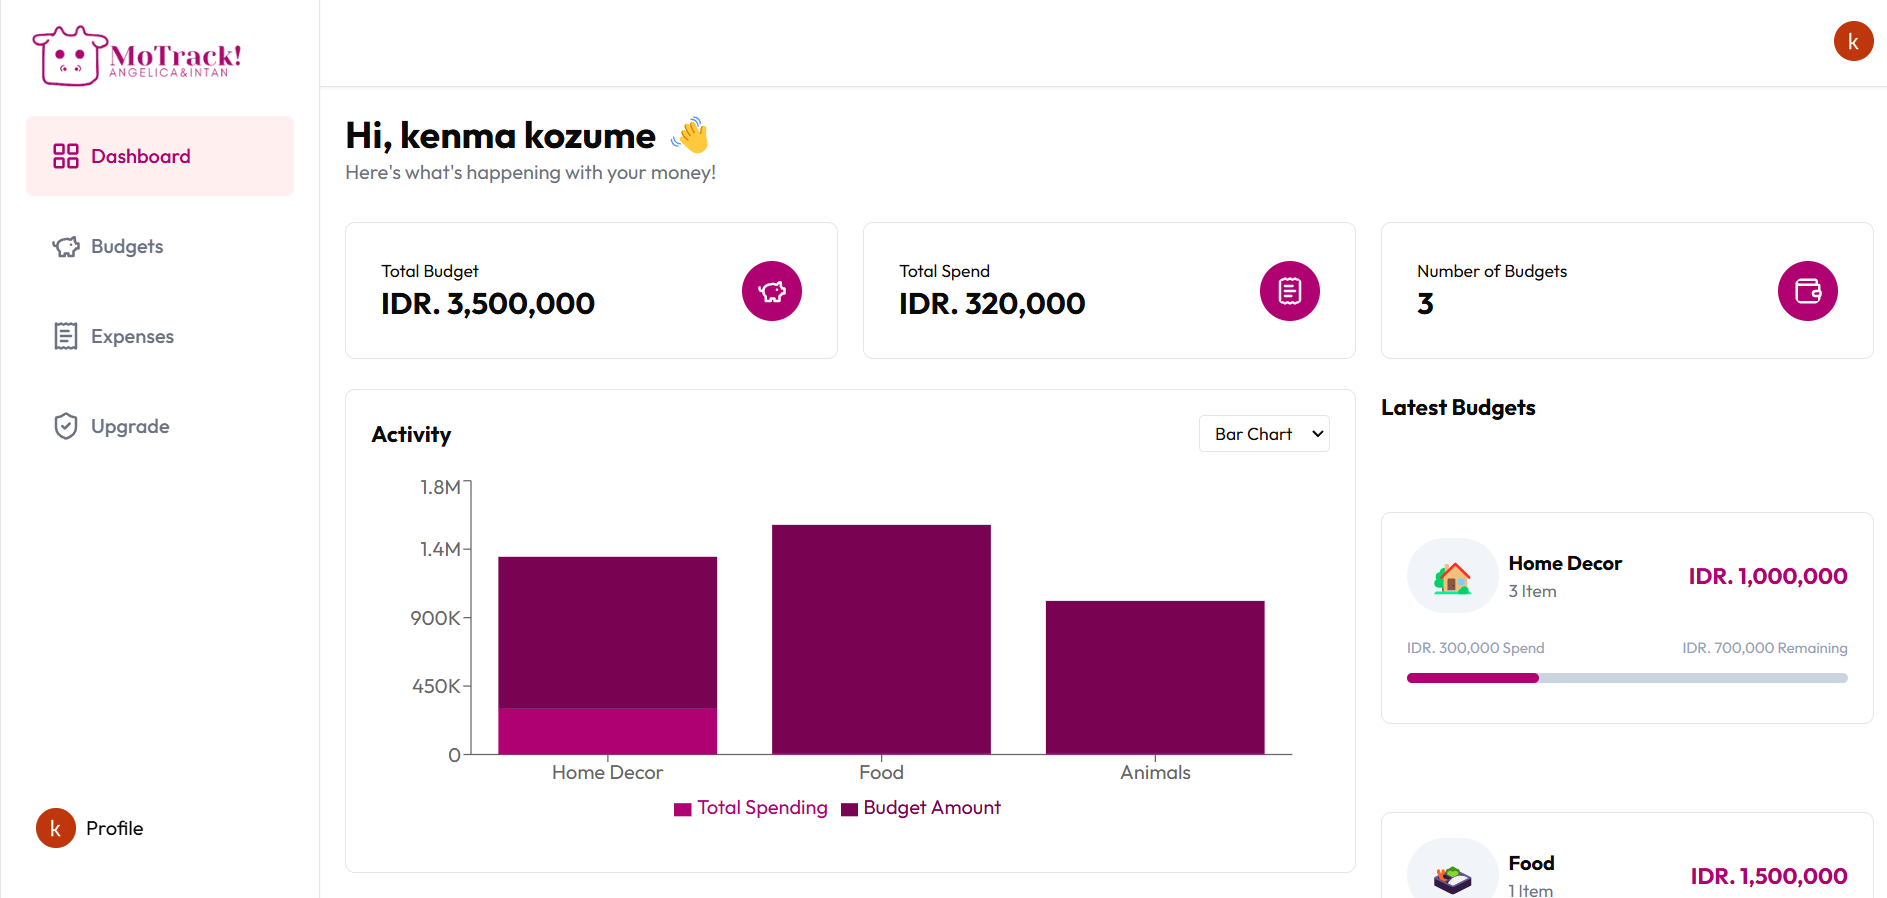 MoTrack!
ANGELICA&INTAN
Dashboard
Budgets
Expenses
Upgrade
k
Profile
k
Hi, kenma kozume 👋
Here's what's happening with your money!
Total Budget
IDR. 3,500,000
Total Spend
IDR. 320,000
Number of Budgets
3
Activity
Bar Chart
1.8M
1.4M
900K
450K
0
Home Decor
Food
Animals
Total Spending
Budget Amount
Latest Budgets
Home Decor
3 Item
IDR. 1,000,000
IDR. 300,000 Spend
IDR. 700,000 Remaining
Food
1 Item
IDR. 1,500,000